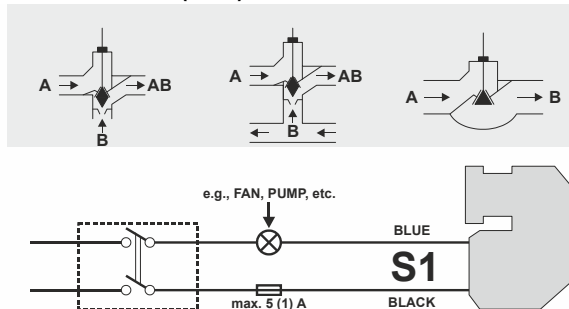 A AB A AB A B
B B
e.g., FAN, PUMP, etc.
BLUE
S1
max. 5 (1) A BLACK